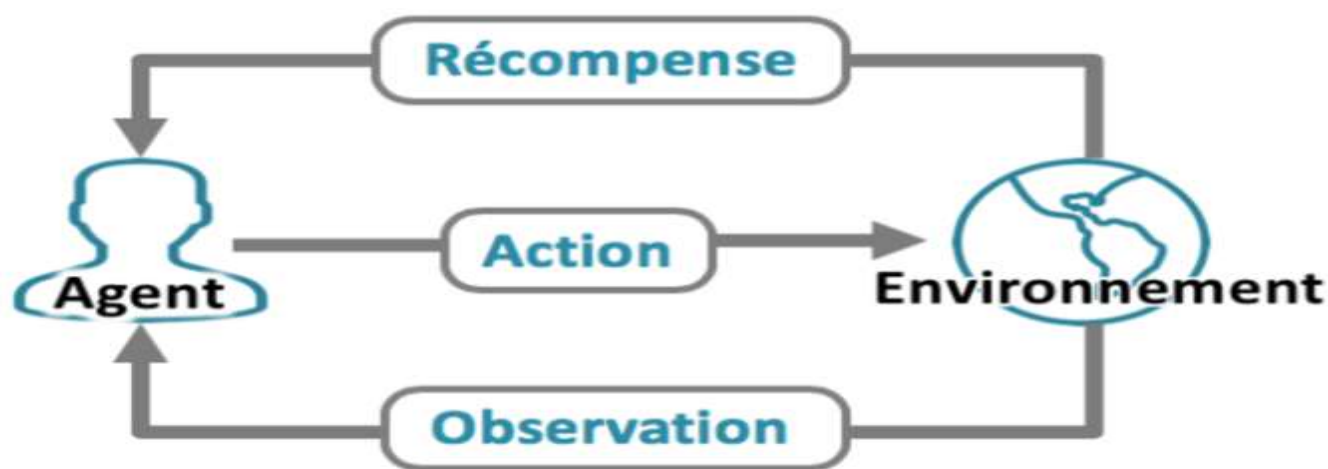 Récompense
Action
Agent
Environnement
Observation